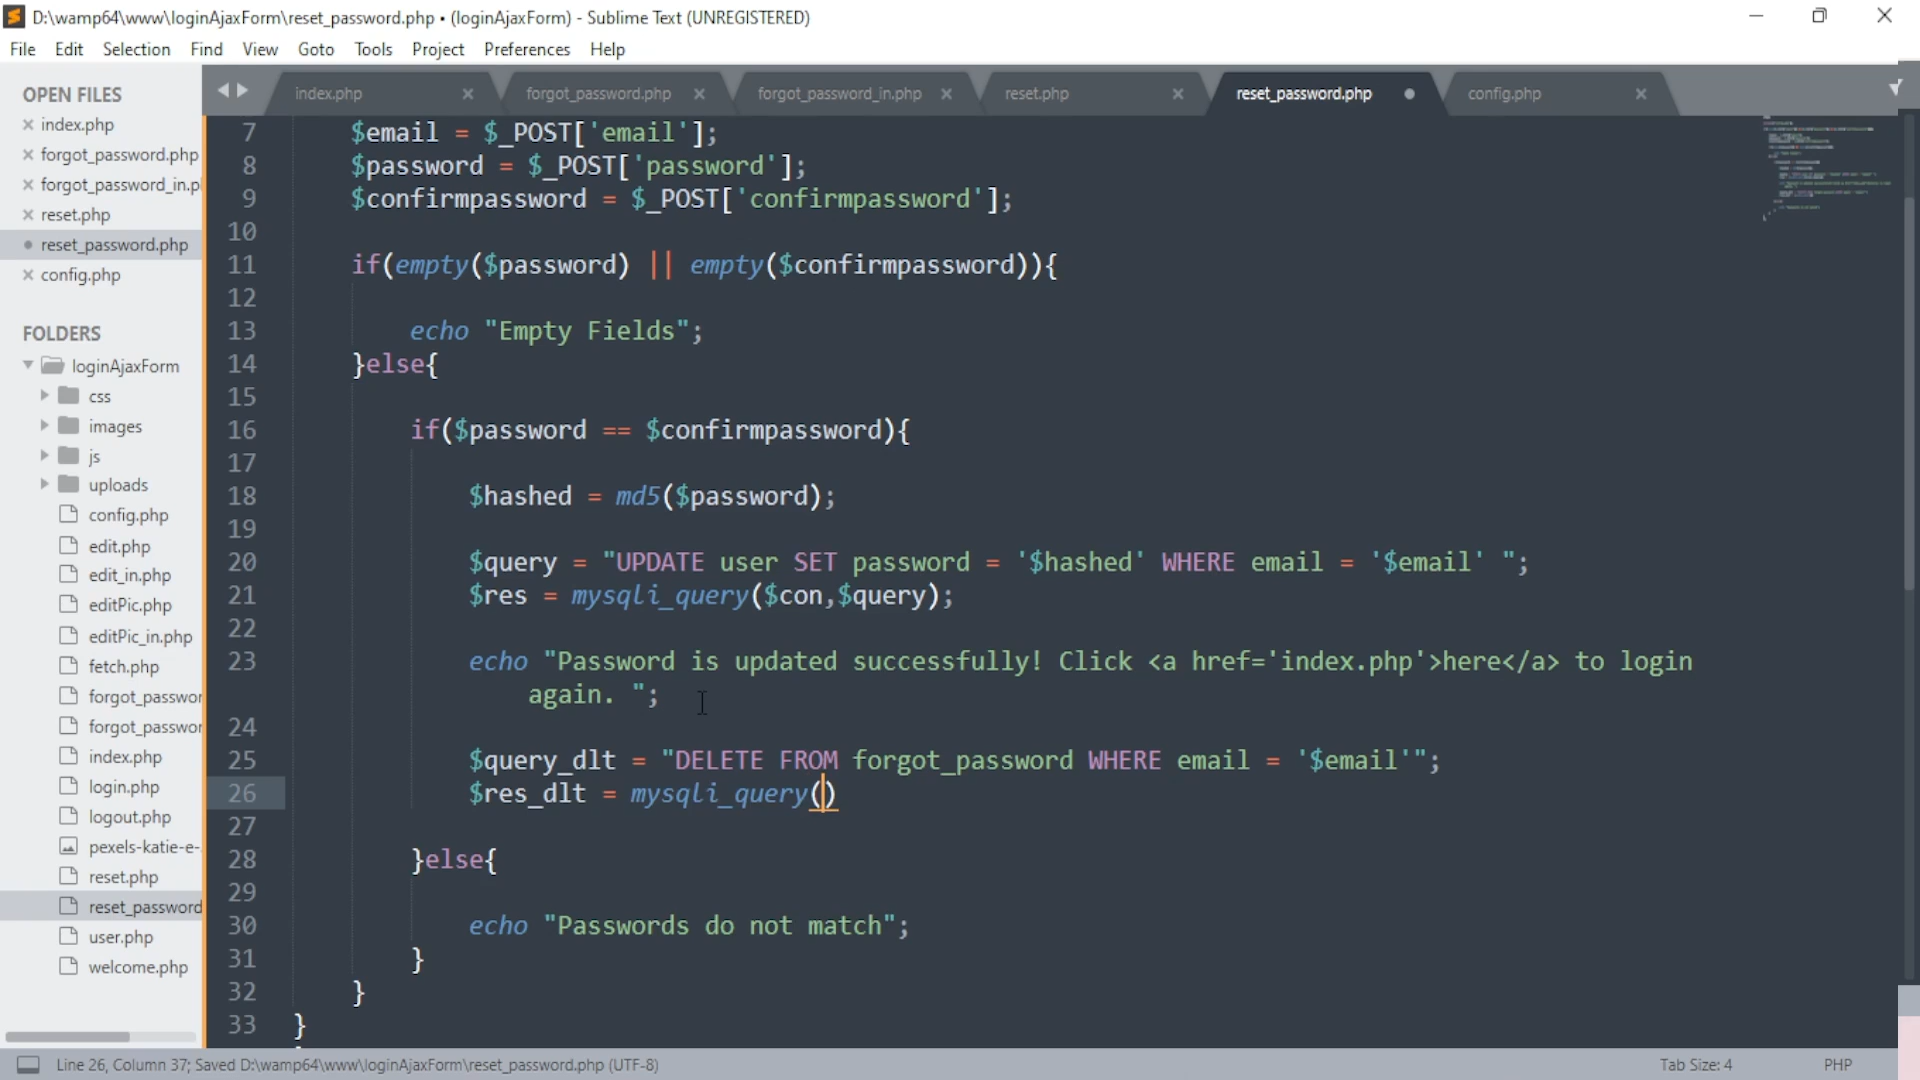 D:\wamp64\www\loginAjaxForm\reset_password.php • (loginAjaxForm) - Sublime Text (UNREGISTERED)
File Edit Selection Find View Goto Tools Project Preferences Help
OPEN FILES
index.php
forgot_password.php
forgot_password_in.p
reset.php
reset_password.php
config.php
FOLDERS
loginAjaxForm
css
images
js
uploads
config.php
edit.php
edit_in.php
editPic.php
editPic_in.php
fetch.php
forgot_passwor
forgot_passwor
index.php
login.php
logout.php
pexels-katie-e-
reset.php
reset_password
user.php
welcome.php
index.php forgot_password.php forgot_password_in.php reset.php reset_password.php config.php
7 $email = $_POST['email'];
8 $password = $_POST['password'];
9 $confirmpassword = $_POST['confirmpassword'];
10
11 if(empty($password) || empty($confirmpassword)){
12
13 echo "Empty Fields";
14 }else{
15
16 if($password == $confirmpassword){
17
18 $hashed = md5($password);
19
20 $query = "UPDATE user SET password = '$hashed' WHERE email = '$email' ";
21 $res = mysqli_query($con,$query);
22
23 echo "Password is updated successfully! Click <a href='index.php'>here</a> to login
again. ";
24
25 $query_dlt = "DELETE FROM forgot_password WHERE email = '$email'";
26 $res_dlt = mysqli_query()
27
28 }else{
29
30 echo "Passwords do not match";
31 }
32 }
33 }
Line 26, Column 37; Saved D:\wamp64\www\loginAjaxForm\reset_password.php (UTF-8) Tab Size: 4 PHP